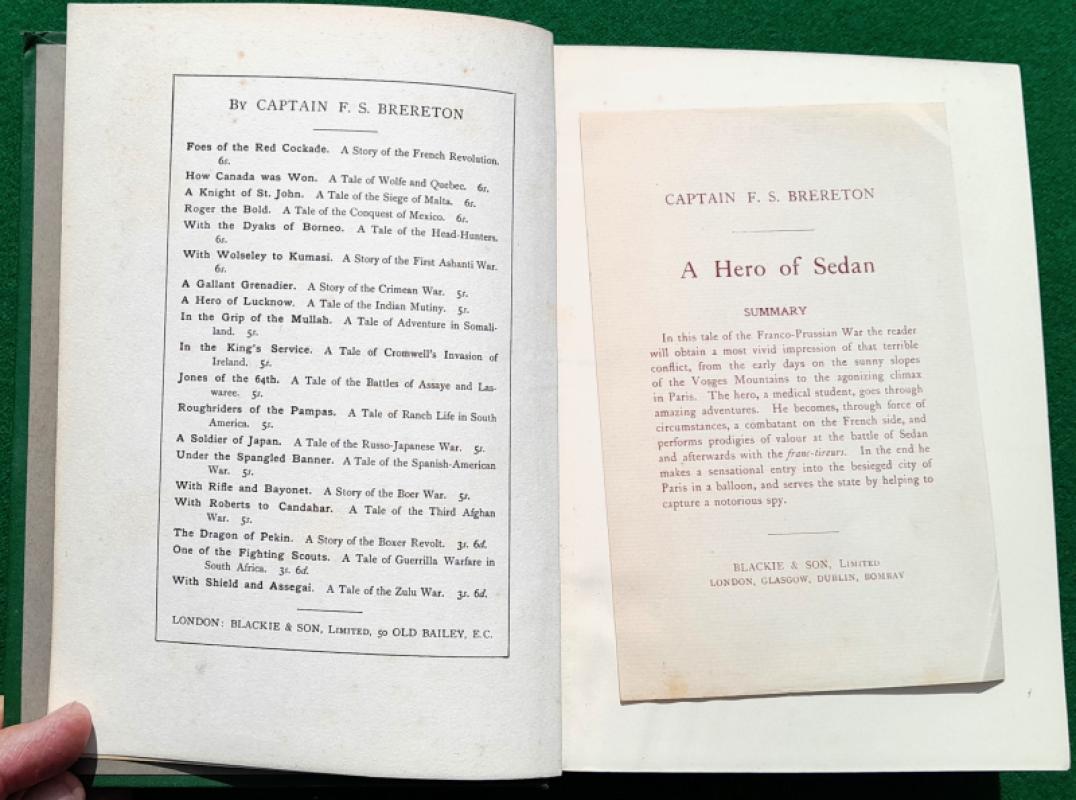 By CAPTAIN F. S. BRERETON
Foes of the Red Cockade. A Story of the French Revolution.
6s.
How Canada was Won. A Tale of Wolfe and Quebec. 6s.
A Knight of St. John. A Tale of the Siege of Malta. 6s.
Roger the Bold. A Tale of the Conquest of Mexico. 6s.
With the Dyaks of Borneo. A Tale of the Head-Hunters.
6s.
With Wolseley to Kumasi. A Story of the First Ashanti War.
6s.
A Gallant Grenadier. A Story of the Crimean War. 5s.
A Hero of Lucknow. A Tale of the Indian Mutiny. 5s.
In the Grip of the Mullah. A Tale of Adventure in Somali-
land. 5s.
In the King's Service. A Tale of Cromwell's Invasion of
Ireland. 5s.
Jones of the 64th. A Tale of the Battles of Assaye and Las-
waree. 5s.
Roughriders of the Pampas. A Tale of Ranch Life in South
America. 5s.
A Soldier of Japan. A Tale of the Russo-Japanese War. 5s.
Under the Spangled Banner. A Tale of the Spanish-American
War. 5s.
With Rifle and Bayonet. A Story of the Boer War. 5s.
With Roberts to Candahar. A Tale of the Third Afghan
War. 5s.
The Dragon of Pekin. A Story of the Boxer Revolt. 3s. 6d.
One of the Fighting Scouts. A Tale of Guerrilla Warfare in
South Africa. 3s. 6d.
With Shield and Assegai. A Tale of the Zulu War. 3s. 6d.
LONDON: BLACKIE & SON, LIMITED, 50 OLD BAILEY, E.C.
CAPTAIN F. S. BRERETON
A Hero of Sedan
SUMMARY
In this tale of the Franco-Prussian War the reader
will obtain a most vivid impression of that terrible
conflict, from the early days on the sunny slopes
of the Vosges Mountains to the agonizing climax
in Paris. The hero, a medical student, goes through
amazing adventures. He becomes, through force of
circumstances, a combatant on the French side, and
performs prodigies of valour at the battle of Sedan
and afterwards with the franc-tireurs. In the end he
makes a sensational entry into the besieged city of
Paris in a balloon, and serves the state by helping to
capture a notorious spy.
BLACKIE & SON, LIMITED
LONDON, GLASGOW, DUBLIN, BOMBAY